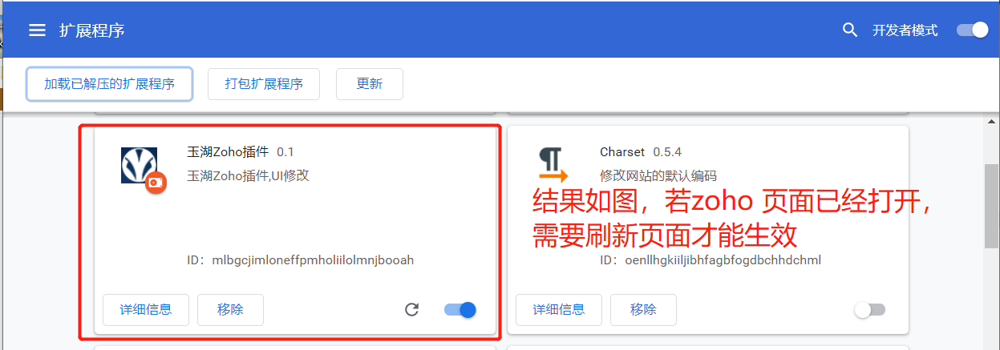 扩展程序
开发者模式
加载已解压的扩展程序
打包扩展程序
更新
玉湖Zoho插件 0.1
玉湖Zoho插件,UI修改
ID：mlbgcjimloneffpmholiilolmnjbooah
详细信息
移除
Charset 0.5.4
修改网站的默认编码
结果如图，若zoho 页面已经打开，
需要刷新页面才能生效
ID：oenllhgkiiljibhfagbfogdbchhdchml
详细信息
移除